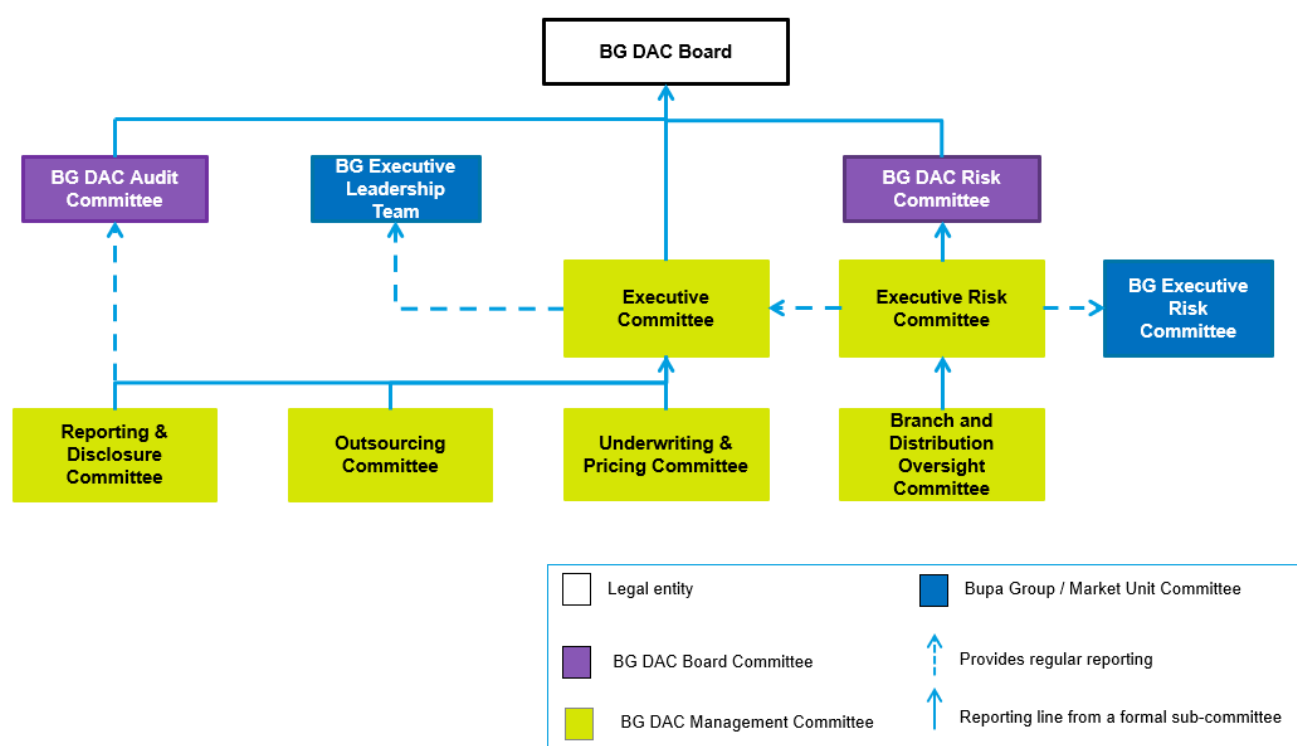 BG DAC Board
BG DAC Audit
Committee
BG Executive
Leadership
Team
BG DAC Risk
Committee
Executive
Committee
Executive Risk
Committee
BG Executive
Risk
Committee
Reporting &
Disclosure
Committee
Outsourcing
Committee
Underwriting &
Pricing Committee
Branch and
Distribution
Oversight
Committee
Legal entity
Bupa Group / Market Unit Committee
BG DAC Board Committee
Provides regular reporting
BG DAC Management Committee
Reporting line from a formal sub-committee